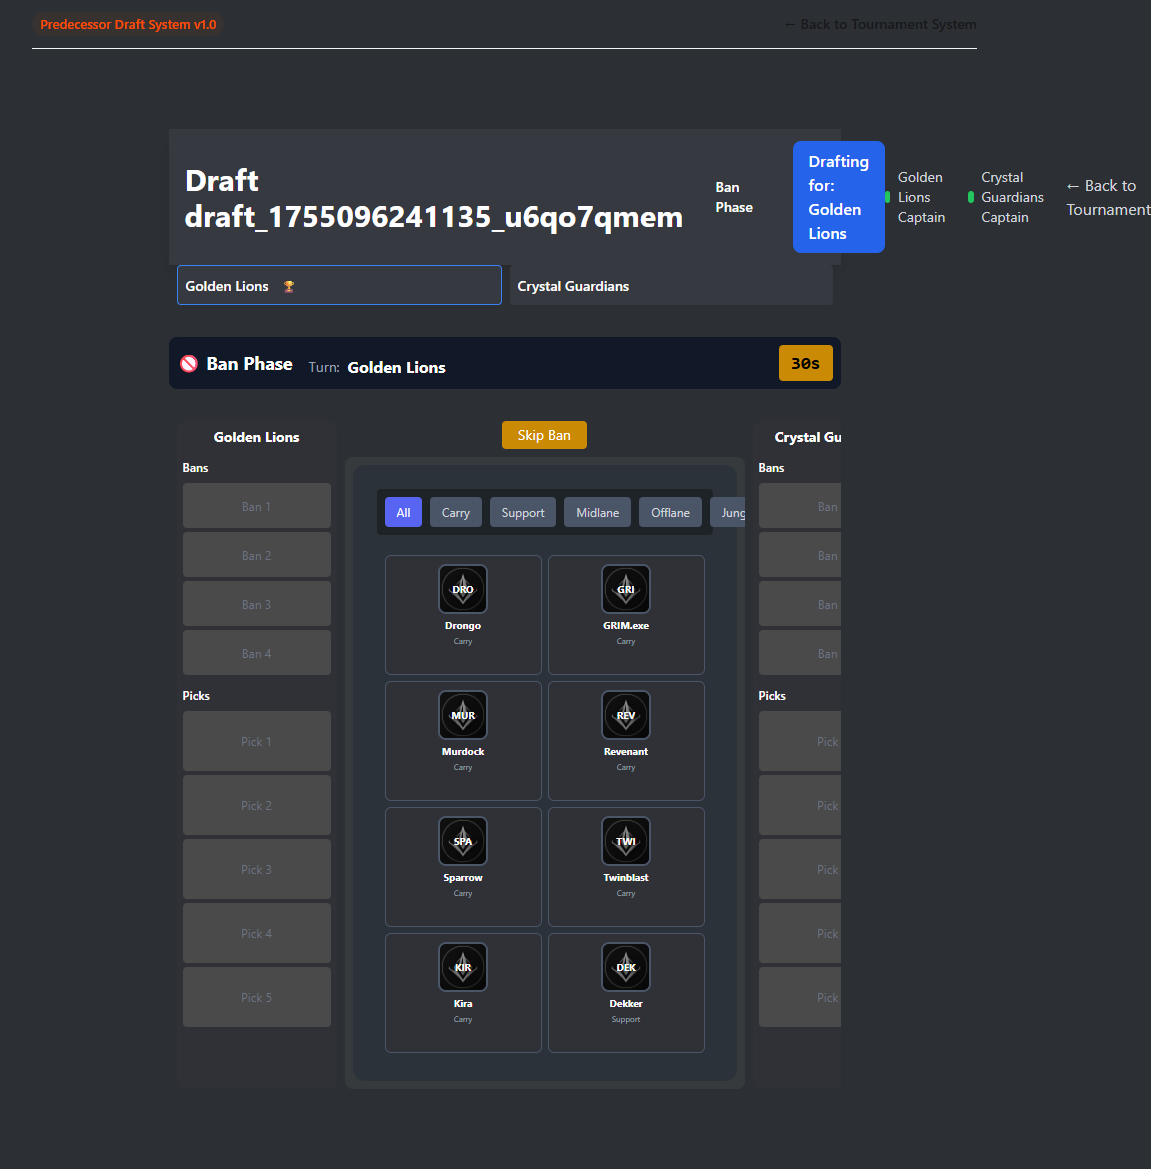 Predecessor Draft System v1.0
← Back to Tournament System
Draft
draft_1755096241135_u6qo7qmem
Ban
Phase
Drafting
for:
Golden
Lions
Golden
Lions
Captain
Crystal
Guardians
Captain
← Back to
Tournament
Golden Lions
Crystal Guardians
Ban Phase
Turn:
Golden Lions
30s
Golden Lions
Bans
Ban 1
Ban 2
Ban 3
Ban 4
Picks
Pick 1
Pick 2
Pick 3
Pick 4
Pick 5
Skip Ban
All
Carry
Support
Midlane
Offlane
Jung
DRO
Drongo
Carry
GRI
GRIM.exe
Carry
MUR
Murdock
Carry
REV
Revenant
Carry
SPA
Sparrow
Carry
TWI
Twinblast
Carry
KIR
Kira
Carry
DEK
Dekker
Support
Crystal Gu
Bans
Ban
Ban
Ban
Ban
Picks
Pick
Pick
Pick
Pick
Pick